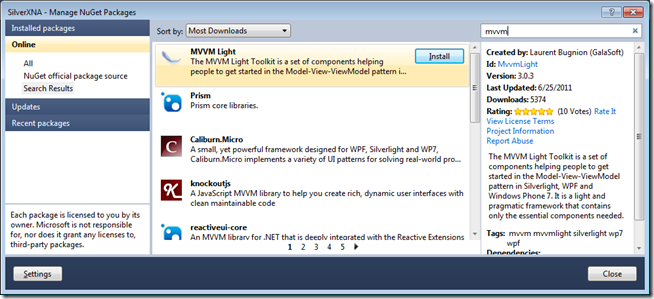 SilverXNA - Manage NuGet Packages
Installed packages
Online
All
NuGet official package source
Search Results
Updates
Recent packages
Each package is licensed to you by its
owner. Microsoft is not responsible
for, nor does it grant any licenses to,
third-party packages.
Sort by: Most Downloads
MVVM Light
The MVVM Light Toolkit is a set of components helping
people to get started in the Model-View-ViewModel pattern i...
Install
Prism
Prism core libraries.
Caliburn.Micro
A small, yet powerful framework designed for WPF, Silverlight and WP7,
Caliburn.Micro implements a variety of UI patterns for solving real-world pro...
knockoutjs
A JavaScript MVVM library to help you create rich, dynamic user interfaces with
clean maintainable code
reactiveui-core
An MVVM library for .NET that is deeply integrated with the Reactive Extensions
1 2 3 4 5
mvvm
Created by: Laurent Bugnion (GalaSoft)
Id: MvvmLight
Version: 3.0.3
Last Updated: 6/25/2011
Downloads: 5374
Rating: (10 Votes) Rate It
View License Terms
Project Information
Report Abuse
The MVVM Light Toolkit is a set of
components helping people to get
started in the Model-View-ViewModel
pattern in Silverlight, WPF and
Windows Phone 7. It is a light and
pragmatic framework that contains
only the essential components needed.
Tags: mvvm mvvmlight silverlight wp7
wpf
Dependencies:
Settings
Close